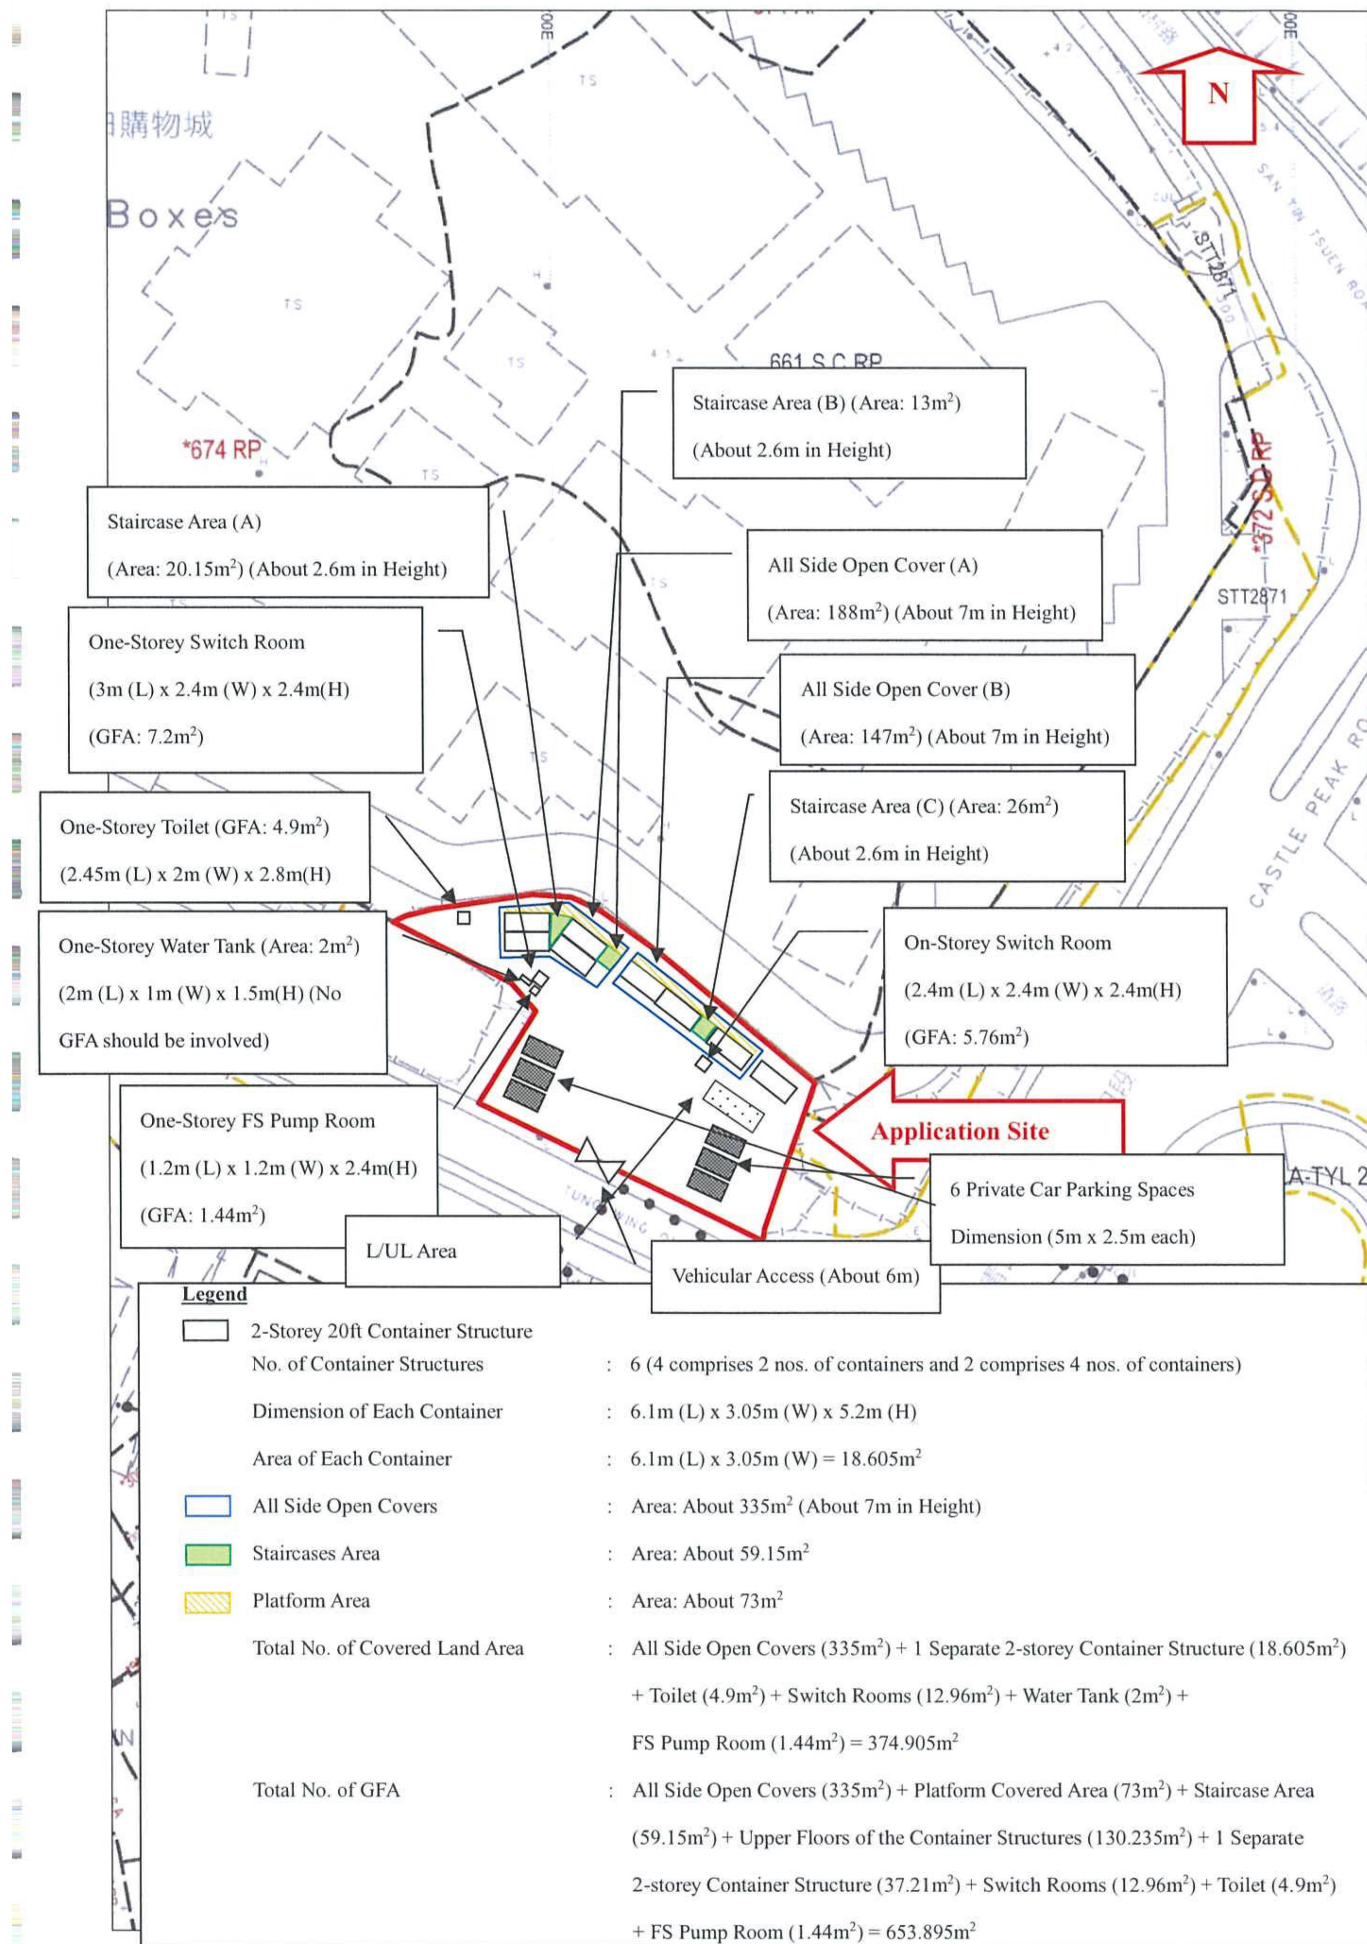 00E
00E
4.2
N
TS
購物城
Boxes
SAN TIN TSUEN ROA
STT2871
TS
TS
661 S C RP
*674 RP
TS
*372 S D RP
STT2871
Staircase Area (B) (Area: 13m²)
(About 2.6m in Height)
Staircase Area (A)
(Area: 20.15m²) (About 2.6m in Height)
TS
All Side Open Cover (A)
(Area: 188m²) (About 7m in Height)
One-Storey Switch Room
(3m (L) x 2.4m (W) x 2.4m(H)
(GFA: 7.2m²)
All Side Open Cover (B)
(Area: 147m²) (About 7m in Height)
TS
CASTLE PEAK RO
Staircase Area (C) (Area: 26m²)
(About 2.6m in Height)
One-Storey Toilet (GFA: 4.9m²)
(2.45m (L) x 2m (W) x 2.8m(H)
One-Storey Water Tank (Area: 2m²)
(2m (L) x 1m (W) x 1.5m(H) (No
GFA should be involved)
On-Storey Switch Room
(2.4m (L) x 2.4m (W) x 2.4m(H)
(GFA: 5.76m²)
One-Storey FS Pump Room
(1.2m (L) x 1.2m (W) x 2.4m(H)
(GFA: 1.44m²)
Application Site
6 Private Car Parking Spaces
Dimension (5m x 2.5m each)
A-TYL 2
TUNG WING
L/UL Area
Vehicular Access (About 6m)
Legend
2-Storey 20ft Container Structure
No. of Container Structures : 6 (4 comprises 2 nos. of containers and 2 comprises 4 nos. of containers)
Dimension of Each Container : 6.1m (L) x 3.05m (W) x 5.2m (H)
Area of Each Container : 6.1m (L) x 3.05m (W) = 18.605m²
All Side Open Covers : Area: About 335m² (About 7m in Height)
Staircases Area : Area: About 59.15m²
Platform Area : Area: About 73m²
Total No. of Covered Land Area : All Side Open Covers (335m²) + 1 Separate 2-storey Container Structure (18.605m²)
+ Toilet (4.9m²) + Switch Rooms (12.96m²) + Water Tank (2m²) +
FS Pump Room (1.44m²) = 374.905m²
Total No. of GFA : All Side Open Covers (335m²) + Platform Covered Area (73m²) + Staircase Area
(59.15m²) + Upper Floors of the Container Structures (130.235m²) + 1 Separate
2-storey Container Structure (37.21m²) + Switch Rooms (12.96m²) + Toilet (4.9m²)
+ FS Pump Room (1.44m²) = 653.895m²